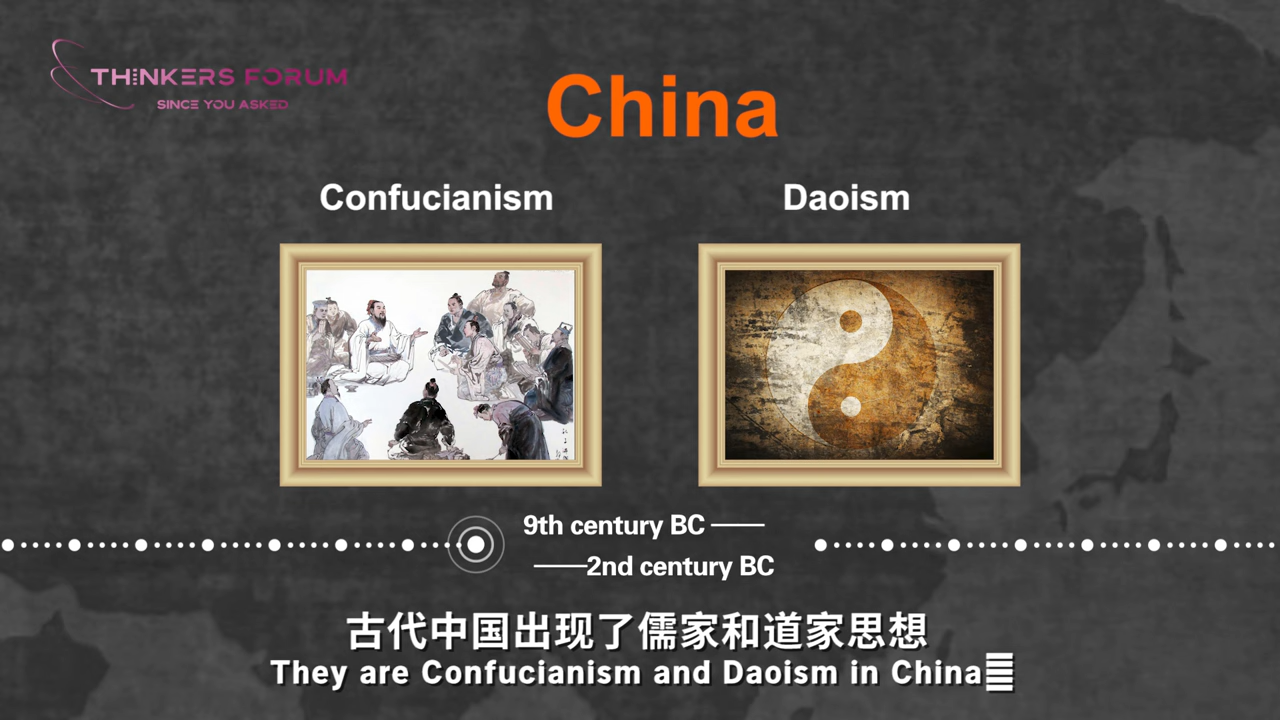 THINKERS FORUM
SINCE YOU ASKED
China
Confucianism
Daoism
9th century BC ——
——2nd century BC
古代中国出现了儒家和道家思想
They are Confucianism and Daoism in China